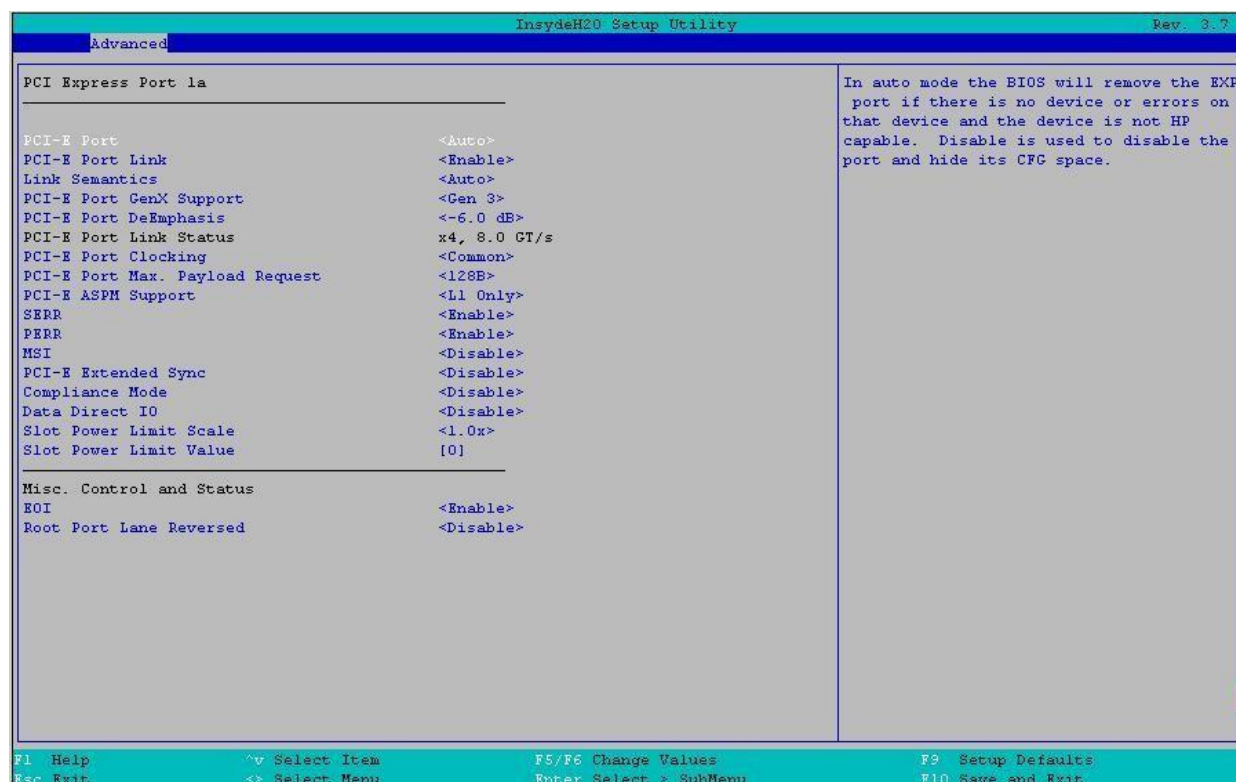 InsydeH20 Setup Utility Rev. 3.7
Advanced
PCI Express Port 1a
PCI-E Port <Auto>
PCI-E Port Link <Enable>
Link Semantics <Auto>
PCI-E Port GenX Support <Gen 3>
PCI-E Port DeEmphasis <-6.0 dB>
PCI-E Port Link Status x4, 8.0 GT/s
PCI-E Port Clocking <Common>
PCI-E Port Max. Payload Request <128B>
PCI-E ASPM Support <L1 Only>
SERR <Enable>
PERR <Enable>
MSI <Disable>
PCI-E Extended Sync <Disable>
Compliance Mode <Disable>
Data Direct IO <Disable>
Slot Power Limit Scale <1.0x>
Slot Power Limit Value [0]
Misc. Control and Status
EOI <Enable>
Root Port Lane Reversed <Disable>
In auto mode the BIOS will remove the EXP
port if there is no device or errors on
that device and the device is not HP
capable. Disable is used to disable the
port and hide its CFG space.
F1 Help ^v Select Item F5/F6 Change Values F9 Setup Defaults
Esc Exit <> Select Menu Enter Select > SubMenu F10 Save and Exit